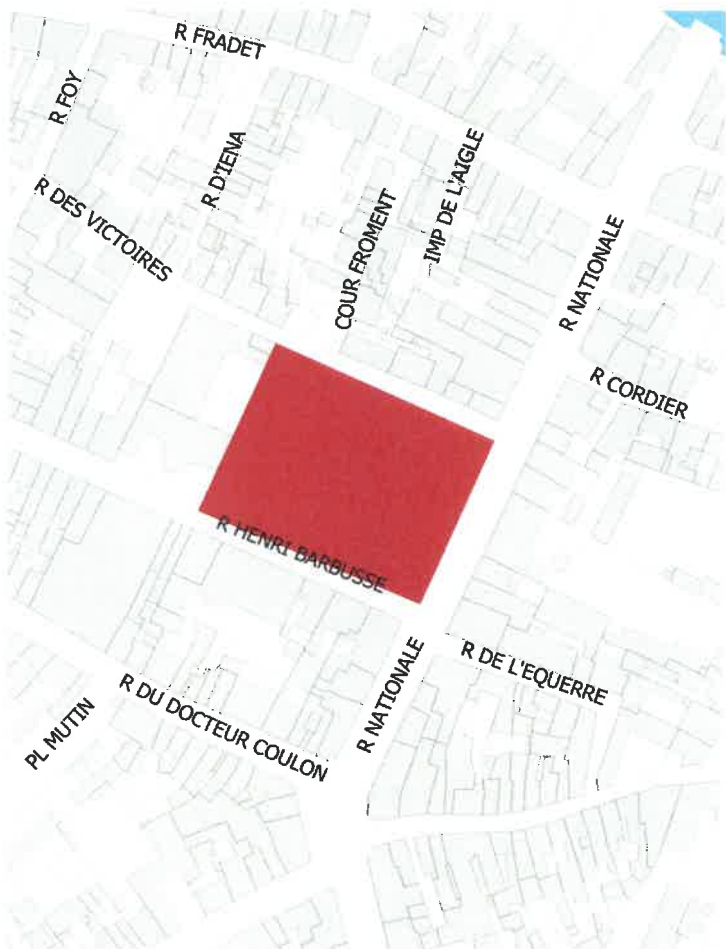 R FRADET
R FOY
R D'IENA
IMP DE L'AIGLE
R DES VICTOIRES
COUR FROMENT
R NATIONALE
R CORDIER
R HENRI BARBUSSE
R NATIONALE
R DE L'EQUERRE
R DU DOCTEUR COULON
PL MUTIN